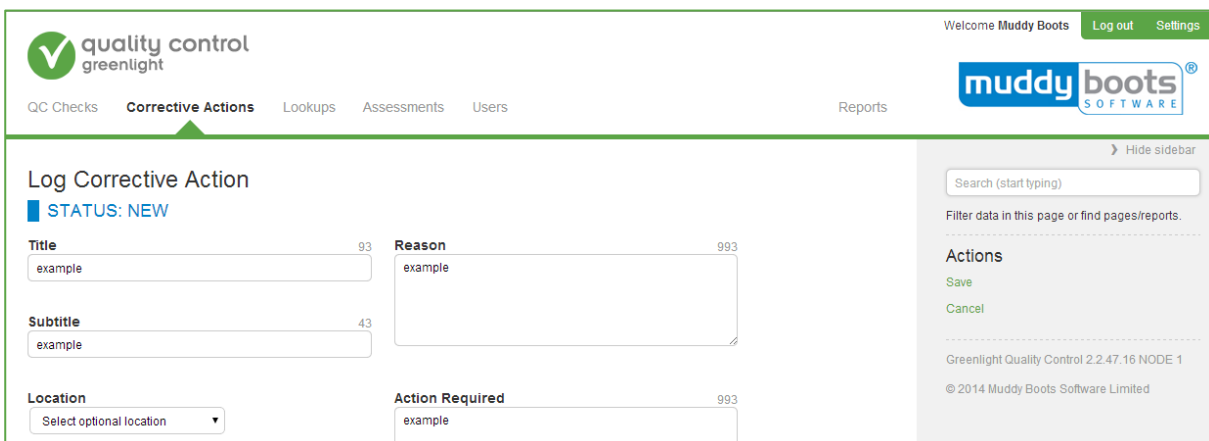 Welcome Muddy Boots Log out Settings
quality control
greenlight
muddy boots®
SOFTWARE
QC Checks Corrective Actions Lookups Assessments Users Reports
Hide sidebar
Log Corrective Action
STATUS: NEW
Title 93
example
Subtitle 43
example
Location
Select optional location
Reason 993
example
Action Required 993
example
Search (start typing)
Filter data in this page or find pages/reports.
Actions
Save
Cancel
Greenlight Quality Control 2.2.47.16 NODE 1
© 2014 Muddy Boots Software Limited